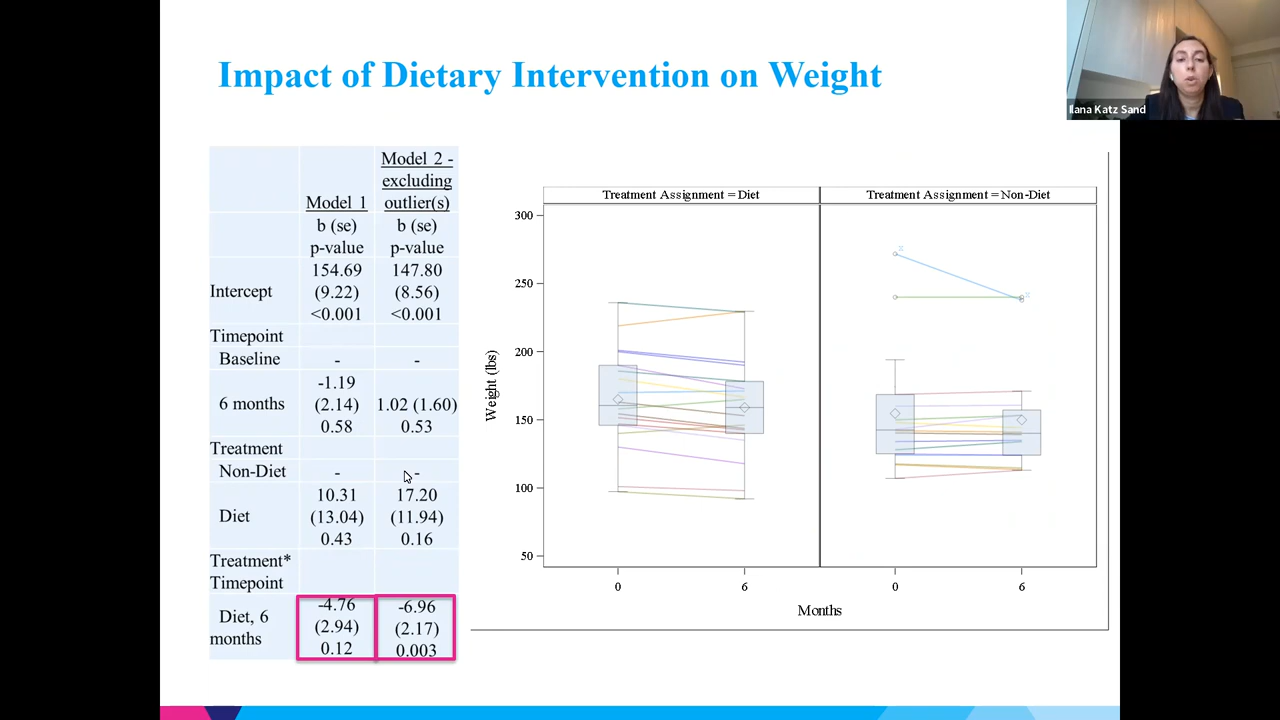 Impact of Dietary Intervention on Weight
Ilana Katz Sand
Model 1
Model 2 -
excluding
outlier(s)
b (se)
p-value
b (se)
p-value
Intercept
154.69
(9.22)
<0.001
147.80
(8.56)
<0.001
Timepoint
Baseline - -
6 months
-1.19
(2.14)
0.58
1.02 (1.60)
0.53
Treatment
Non-Diet - -
Diet
10.31
(13.04)
0.43
17.20
(11.94)
0.16
Treatment*
Timepoint
Diet, 6
months
-4.76
(2.94)
0.12
-6.96
(2.17)
0.003
Treatment Assignment = Diet
Treatment Assignment = Non-Diet
Weight (lbs)
300
250
200
150
100
50
0 6 0 6
Months